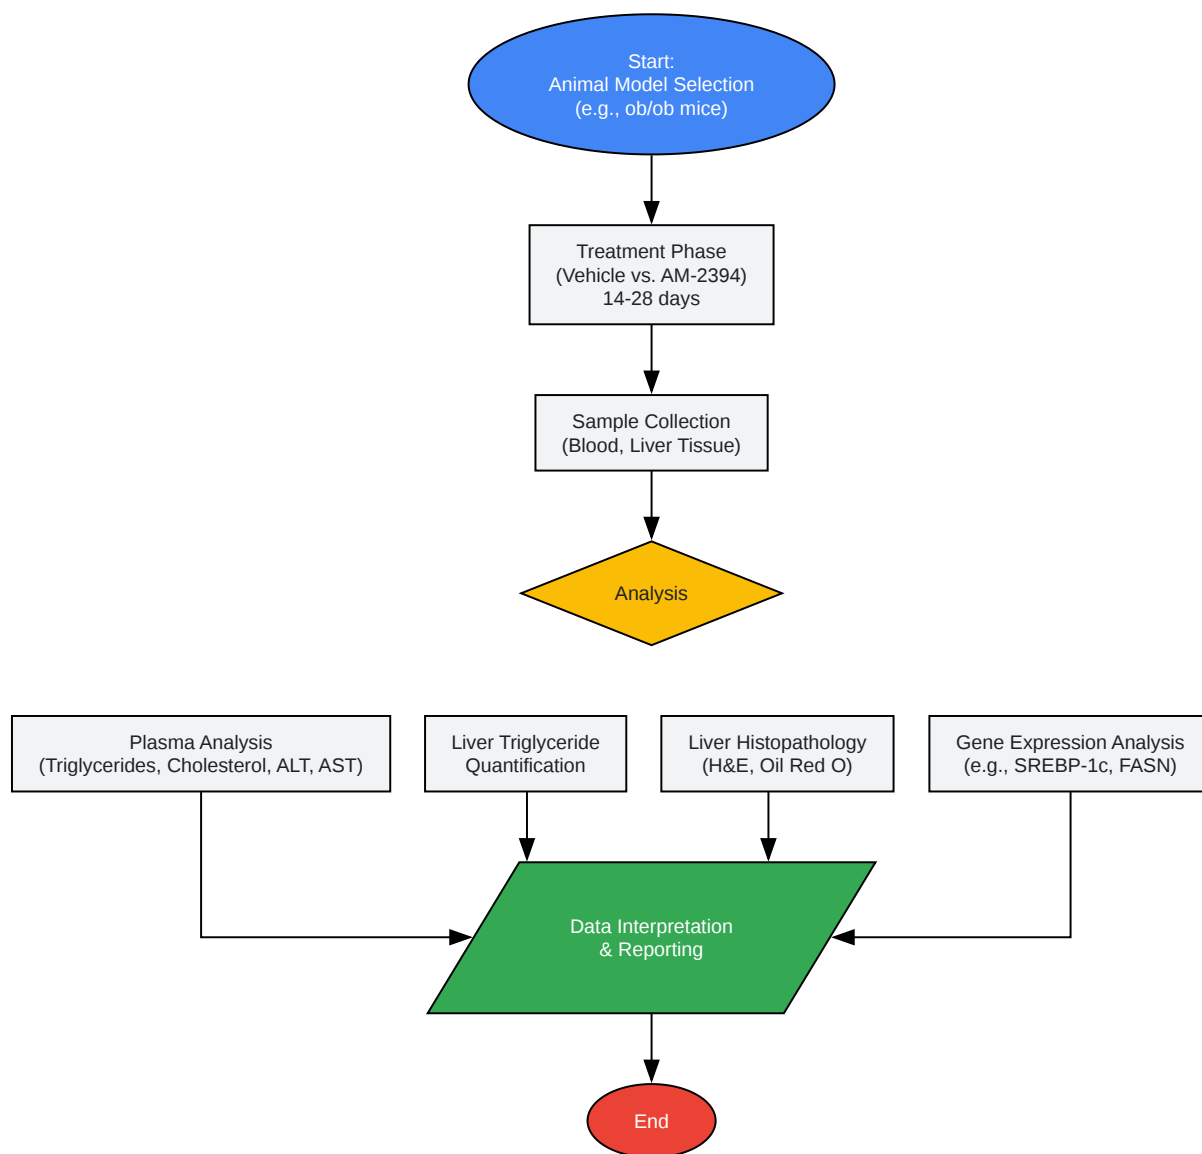 Start:
Animal Model Selection
(e.g., ob/ob mice)
Treatment Phase
(Vehicle vs. AM-2394)
14-28 days
Sample Collection
(Blood, Liver Tissue)
Analysis
Plasma Analysis
(Triglycerides, Cholesterol, ALT, AST)
Liver Triglyceride
Quantification
Liver Histopathology
(H&E, Oil Red O)
Gene Expression Analysis
(e.g., SREBP-1c, FASN)
Data Interpretation
& Reporting
End